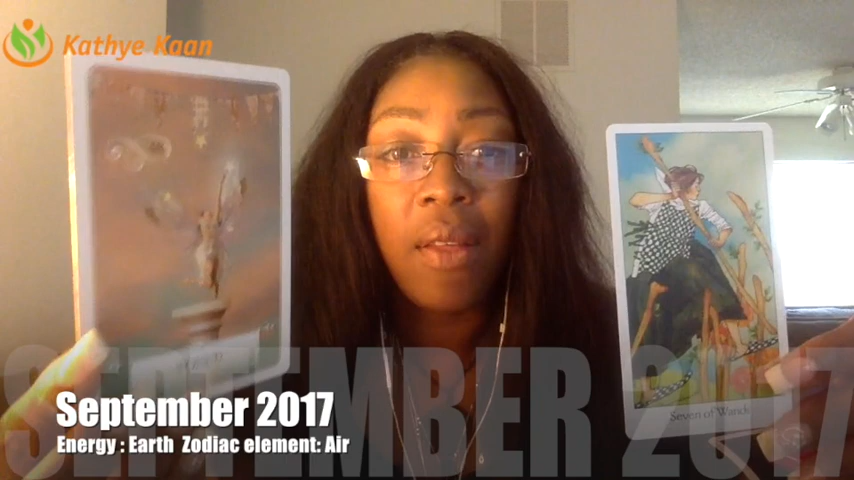 Kathye Kaan
Seven of Wands
SEPTEMBER 2017
September 2017
Energy : Earth Zodiac element: Air